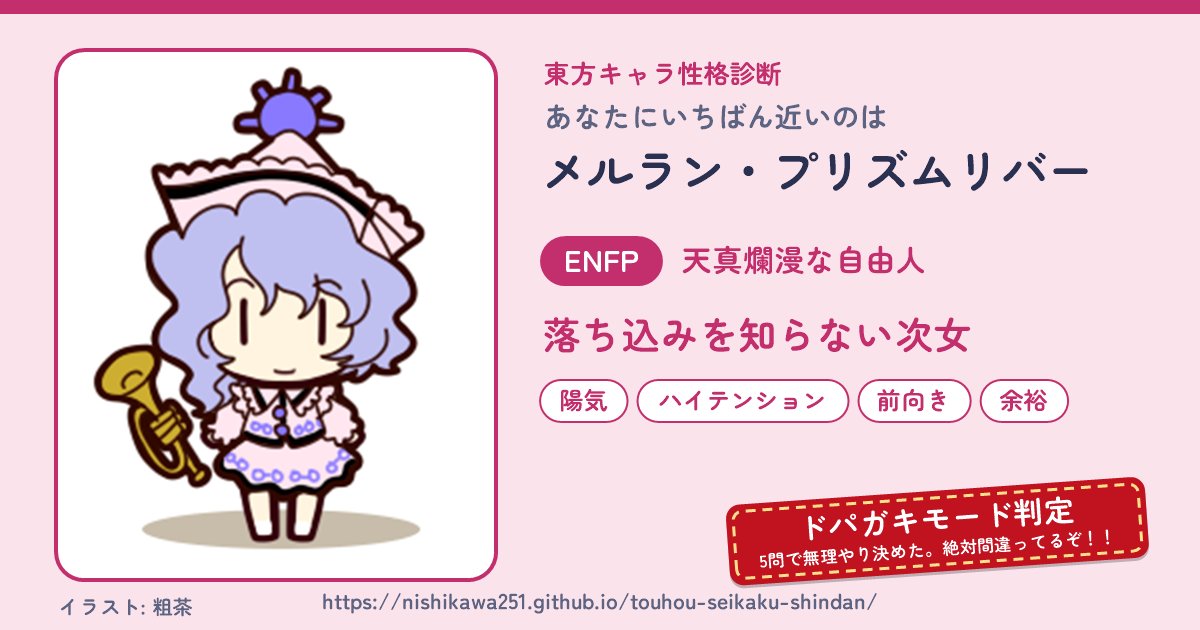 東方キャラ性格診断
あなたにいちばん近いのは
メルラン・プリズムリバー
ENFP 天真爛漫な自由人
落ち込みを知らない次女
陽気 ハイテンション 前向き 余裕
ドパガキモード判定
5問で無理やり決めた。絶対間違ってるぞ！！
イラスト: 粗茶
https://nishikawa251.github.io/touhou-seikaku-shindan/